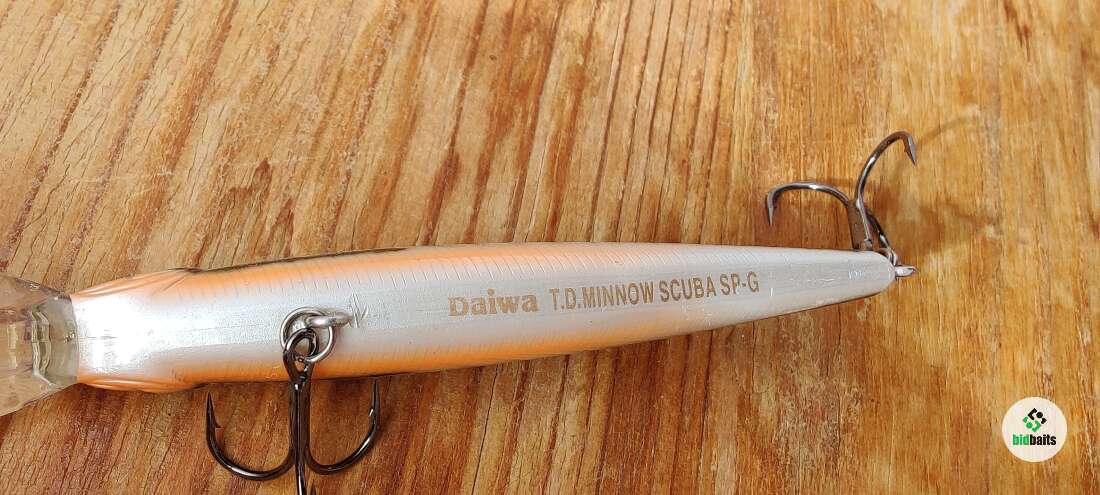 Daiwa T.D.MINNOW SCUBA SP-G
bidbaits